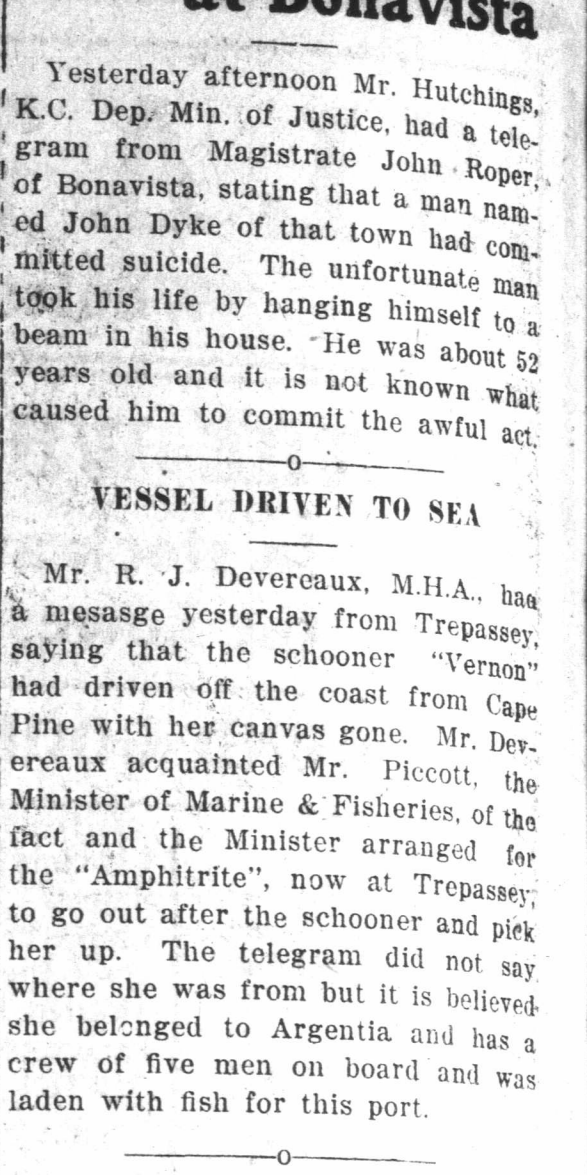 at Bonavista
Yesterday afternoon Mr. Hutchings,
K.C. Dep. Min. of Justice, had a tele-
gram from Magistrate John Roper,
of Bonavista, stating that a man nam-
ed John Dyke of that town had com-
mitted suicide. The unfortunate man
took his life by hanging himself to a
beam in his house. He was about 52
years old and it is not known what
caused him to commit the awful act.
o
VESSEL DRIVEN TO SEA
Mr. R. J. Devereaux, M.H.A., had
a mesasge yesterday from Trepassey,
saying that the schooner "Vernon"
had driven off the coast from Cape
Pine with her canvas gone. Mr. Dev-
ereaux acquainted Mr. Piccott, the
Minister of Marine & Fisheries, of the
fact and the Minister arranged for
the "Amphitrite", now at Trepassey,
to go out after the schooner and pick
her up. The telegram did not say
where she was from but it is believed
she belonged to Argentia and has a
crew of five men on board and was
laden with fish for this port.
o